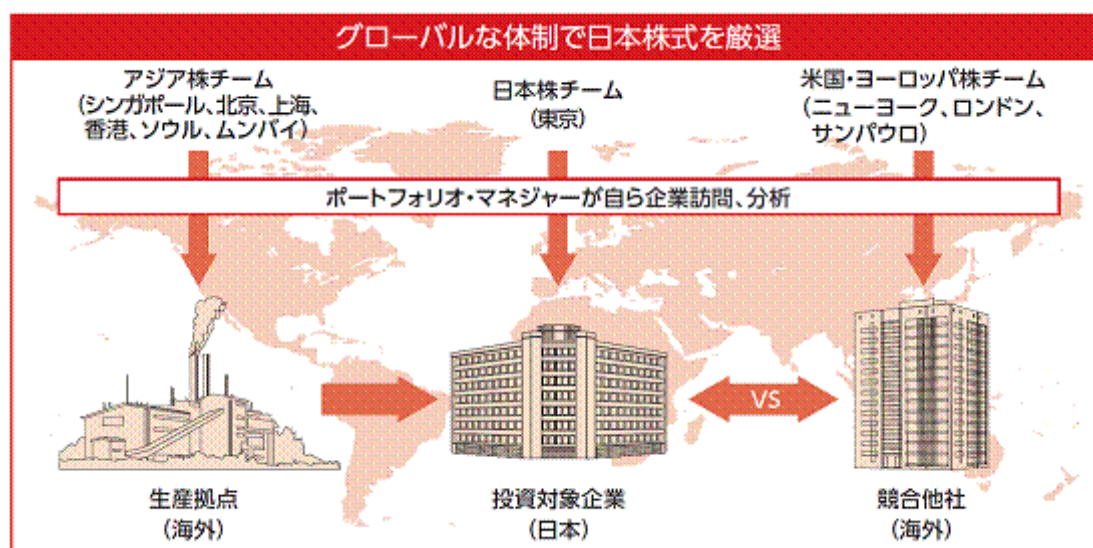 グローバルな体制で日本株式を厳選
アジア株チーム
(シンガポール、北京、上海、
香港、ソウル、ムンバイ)
日本株チーム
(東京)
米国・ヨーロッパ株チーム
(ニューヨーク、ロンドン、
サンパウロ)
ポートフォリオ・マネジャーが自ら企業訪問、分析
VS
生産拠点
(海外)
投資対象企業
(日本)
競合他社
(海外)